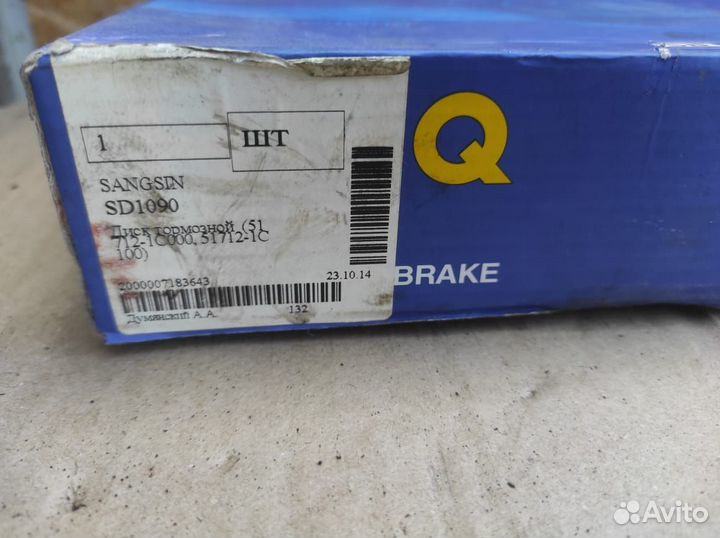 1 ШТ
SANGSIN
SD1090
Диск тормозной (51
712-1C000, 51712-1C
100)
23.10.14
2000007183643
132
Думянский А.А.
Q
BRAKE
Avito